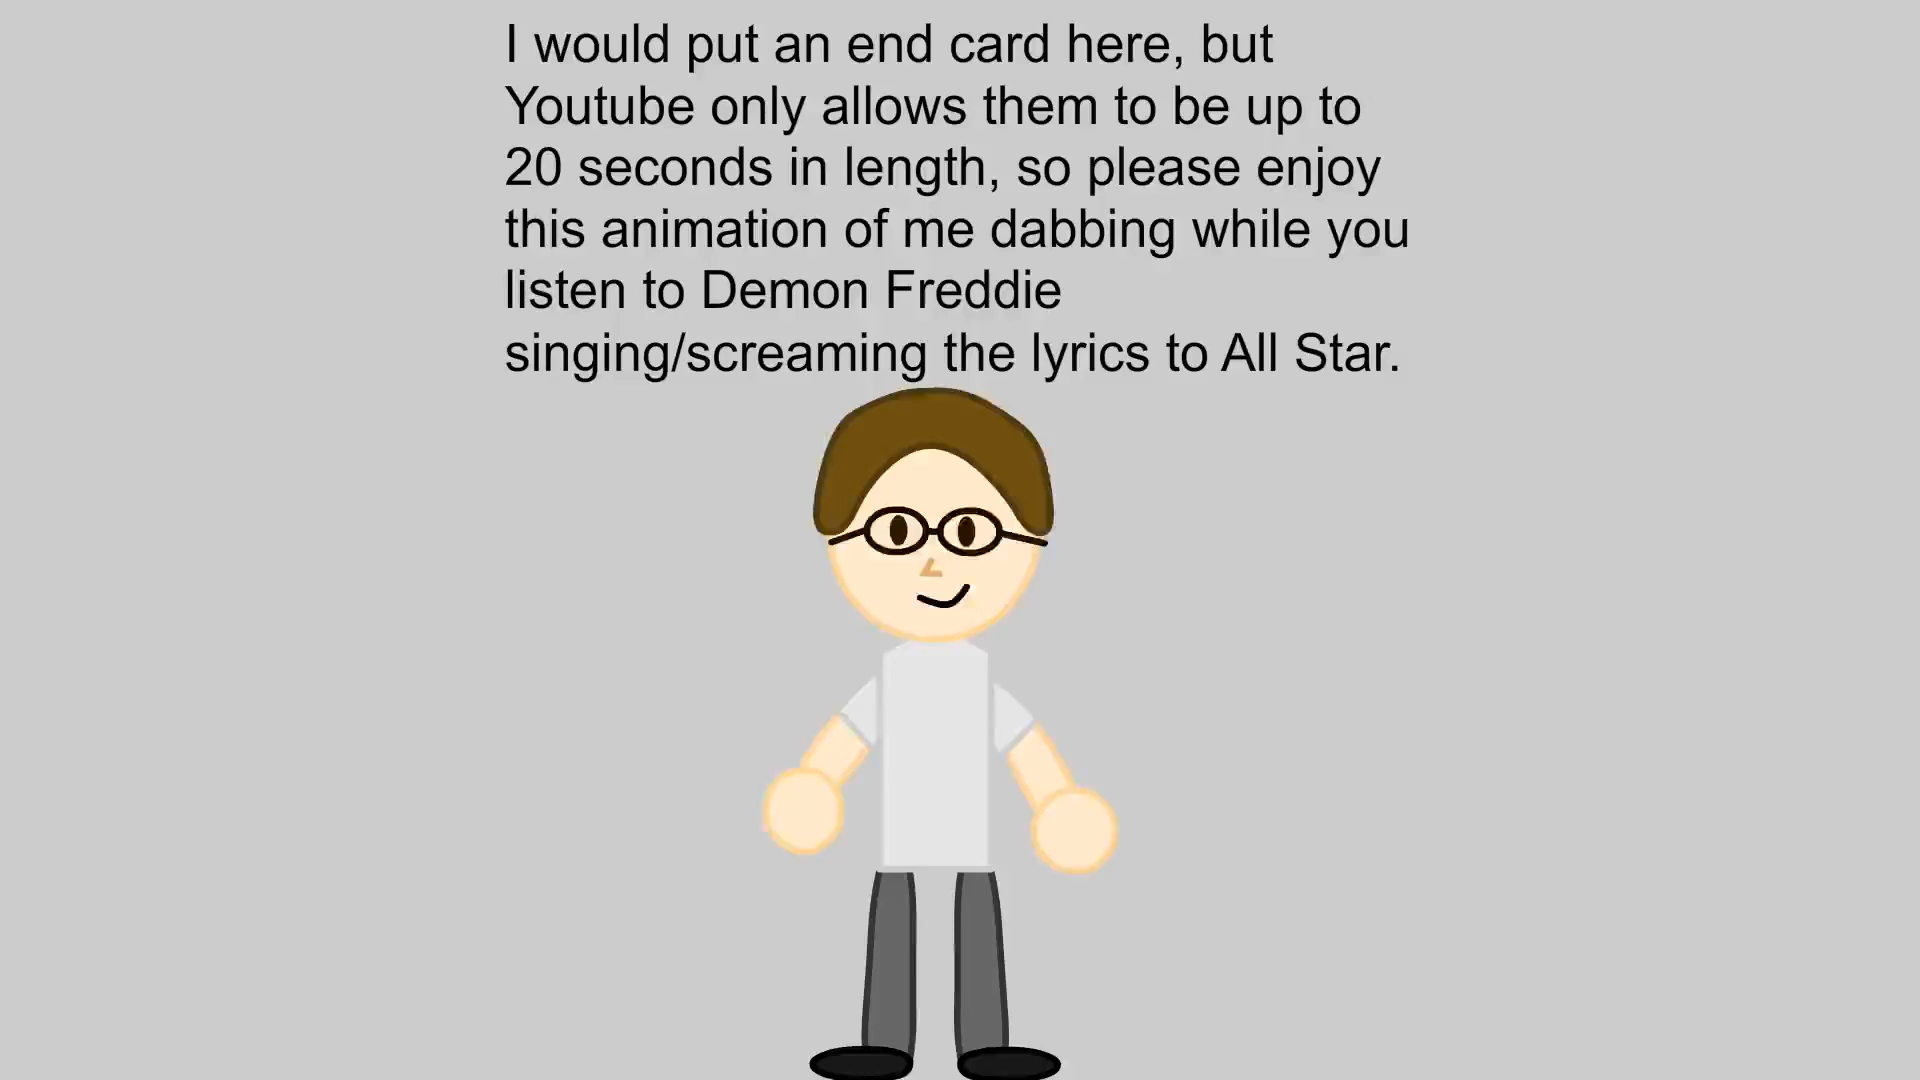 I would put an end card here, but
Youtube only allows them to be up to
20 seconds in length, so please enjoy
this animation of me dabbing while you
listen to Demon Freddie
singing/screaming the lyrics to All Star.